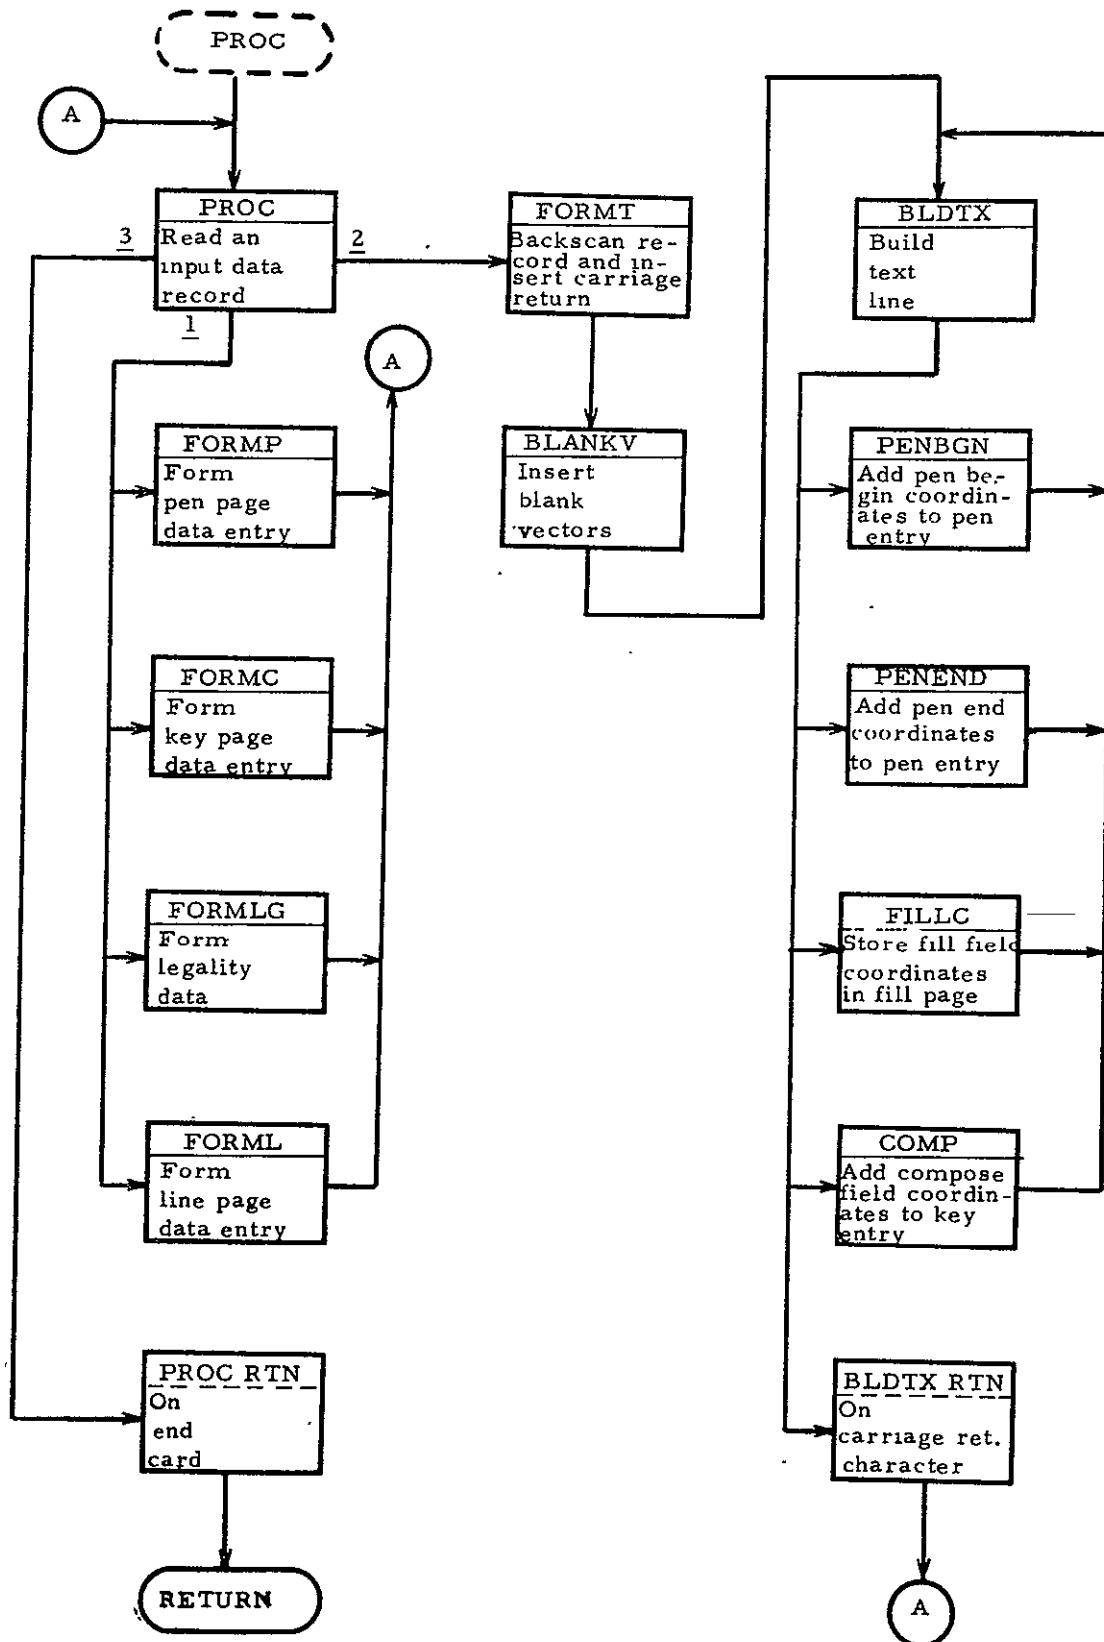 PROC
A
PROC
Read an
input data
record
3
2
1
FORMT
Backscan re-
cord and in-
sert carriage
return
BLDTX
Build
text
line
A
FORMP
Form
pen page
data entry
BLANKV
Insert
blank
vectors
PENBGN
Add pen be-
gin coordin-
ates to pen
entry
FORMC
Form
key page
data entry
PENEND
Add pen end
coordinates
to pen entry
FORMLG
Form
legality
data
FILLC
Store fill field
coordinates
in fill page
FORML
Form
line page
data entry
COMP
Add compose
field coordin-
ates to key
entry
PROC RTN
On
end
card
BLDTX RTN
On
carriage ret.
character
RETURN
A